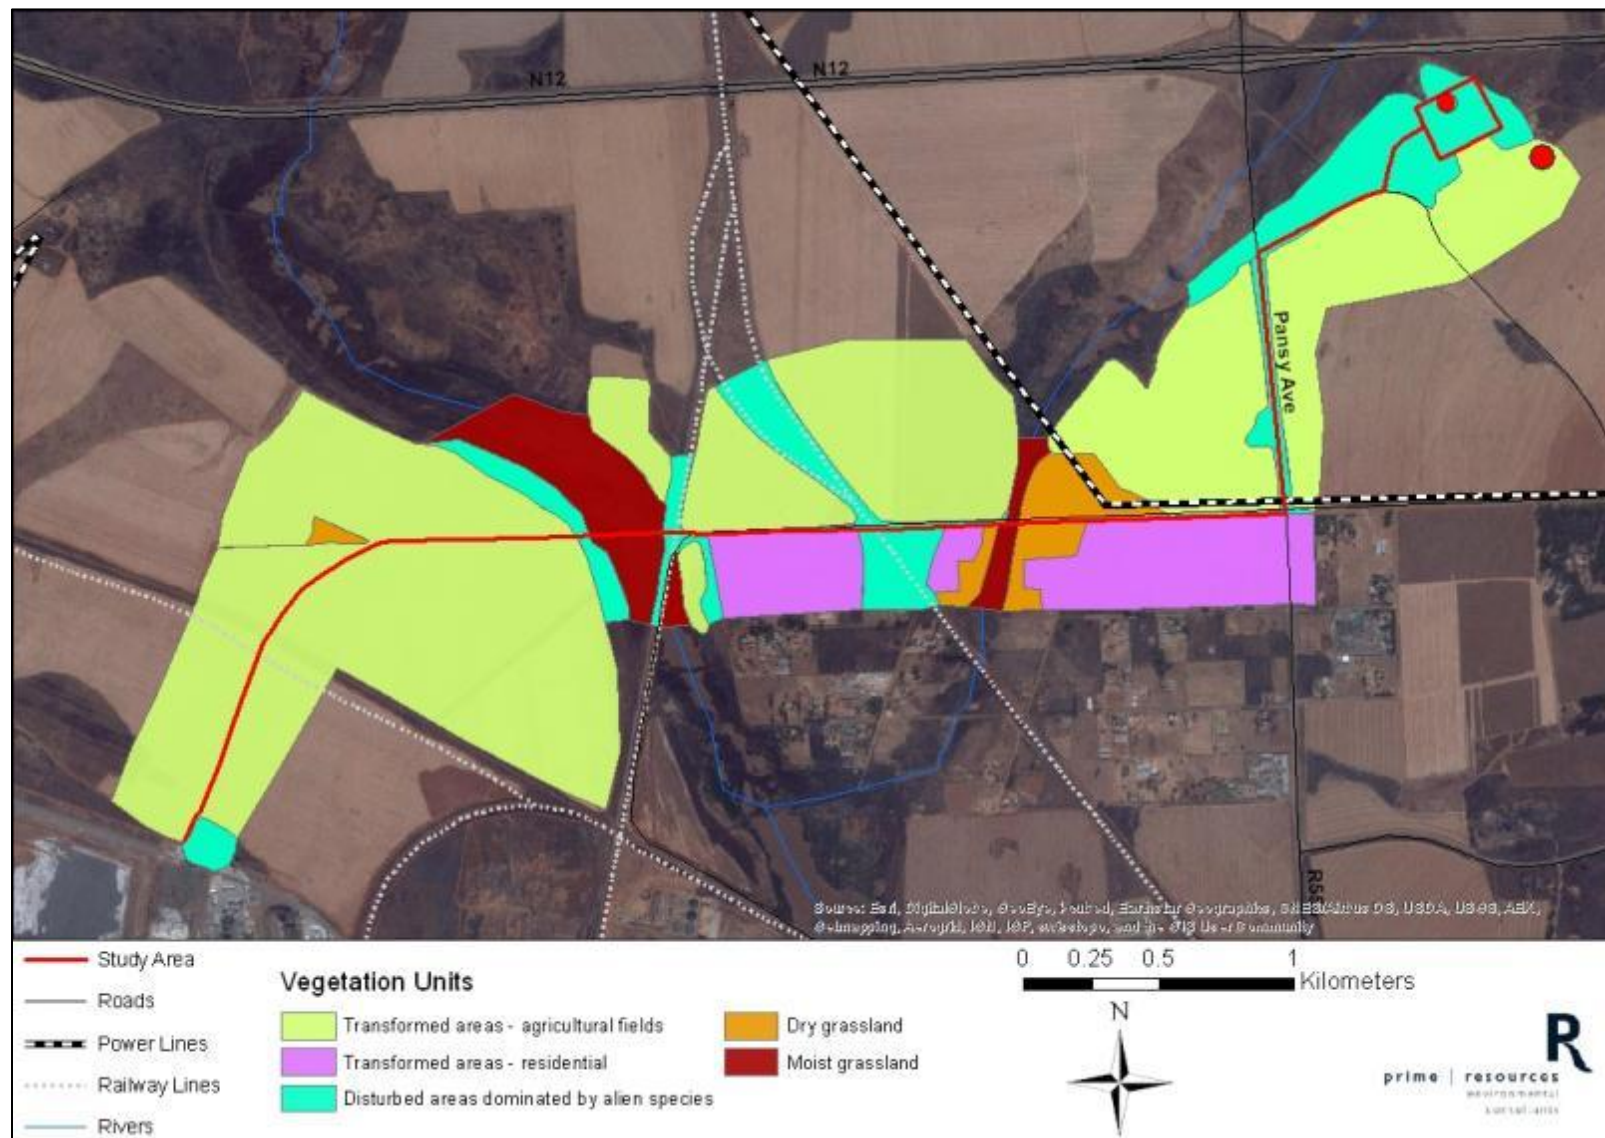 N12
N12
Pansy Ave
Study Area
Roads
Power Lines
Railway Lines
Rivers
Vegetation Units
Transformed areas - agricultural fields
Transformed areas - residential
Disturbed areas dominated by alien species
Dry grassland
Moist grassland
0 0.25 0.5 1
Kilometers
N
R
prime | resources
environmental